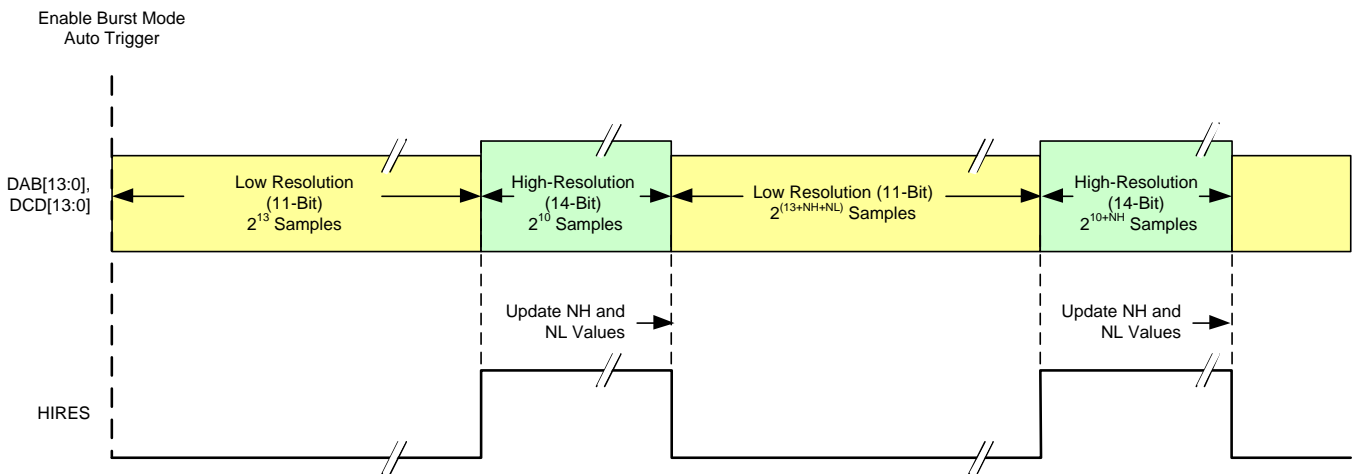 Enable Burst Mode
Auto Trigger
DAB[13:0],
DCD[13:0]
Low Resolution
(11-Bit)
2^13 Samples
High-Resolution
(14-Bit)
2^10 Samples
Low Resolution (11-Bit)
2^(13+NH+NL) Samples
High-Resolution
(14-Bit)
2^10+NH Samples
Update NH and
NL Values
Update NH and
NL Values
HIRES